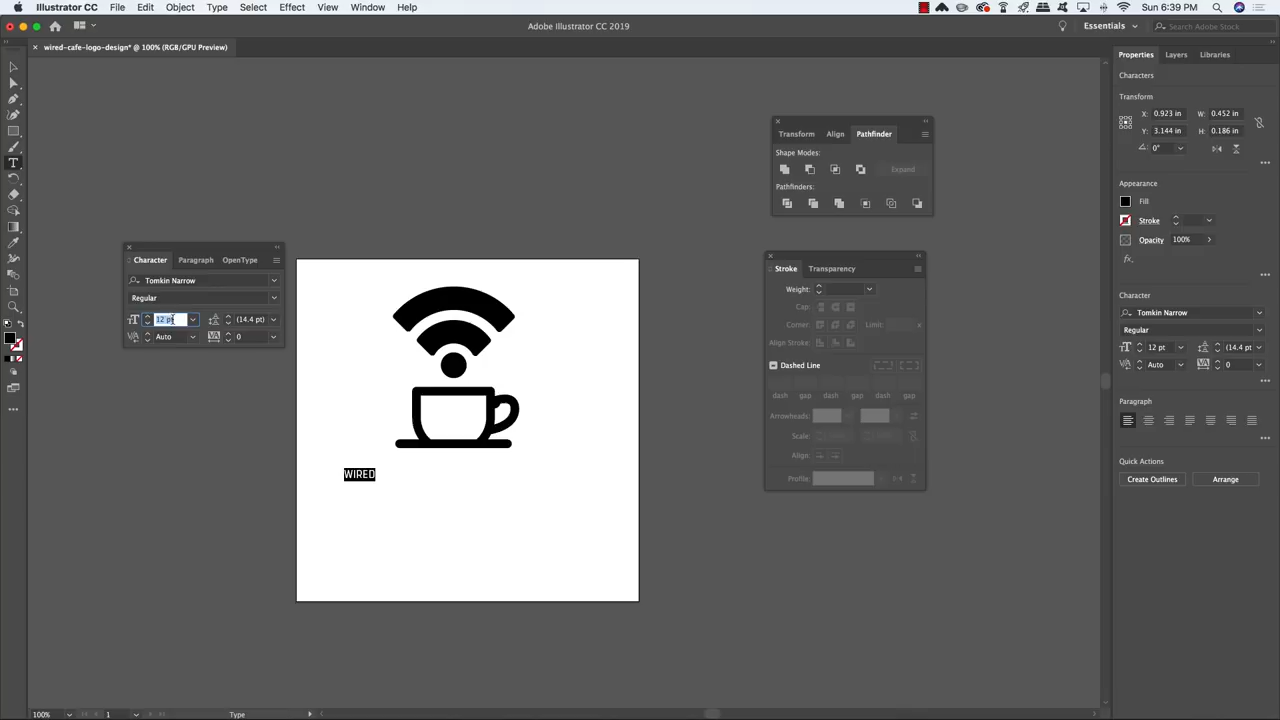 Illustrator CC File Edit Object Type Select Effect View Window Help
Sun 6:39 PM
Adobe Illustrator CC 2019
Essentials
Search Adobe Stock
wired-cafe-logo-design* @ 100% (RGB/GPU Preview)
Properties Layers Libraries
Characters
Transform
X: 0.923 in W: 0.452 in
Y: 3.144 in H: 0.186 in
0°
Appearance
Fill
Stroke
Opacity 100%
fx
Character
Tomkin Narrow
Regular
12 pt (14.4 pt)
Auto 0
Paragraph
Quick Actions
Create Outlines Arrange
Transform Align Pathfinder
Shape Modes:
Expand
Pathfinders:
Character Paragraph OpenType
Tomkin Narrow
Regular
12 pt (14.4 pt)
Auto 0
Stroke Transparency
Weight:
Cap:
Corner: Limit: x
Align Stroke:
Dashed Line
dash gap dash gap dash gap
Arrowheads:
Scale:
Align:
Profile:
WIRED
100% 1 Type